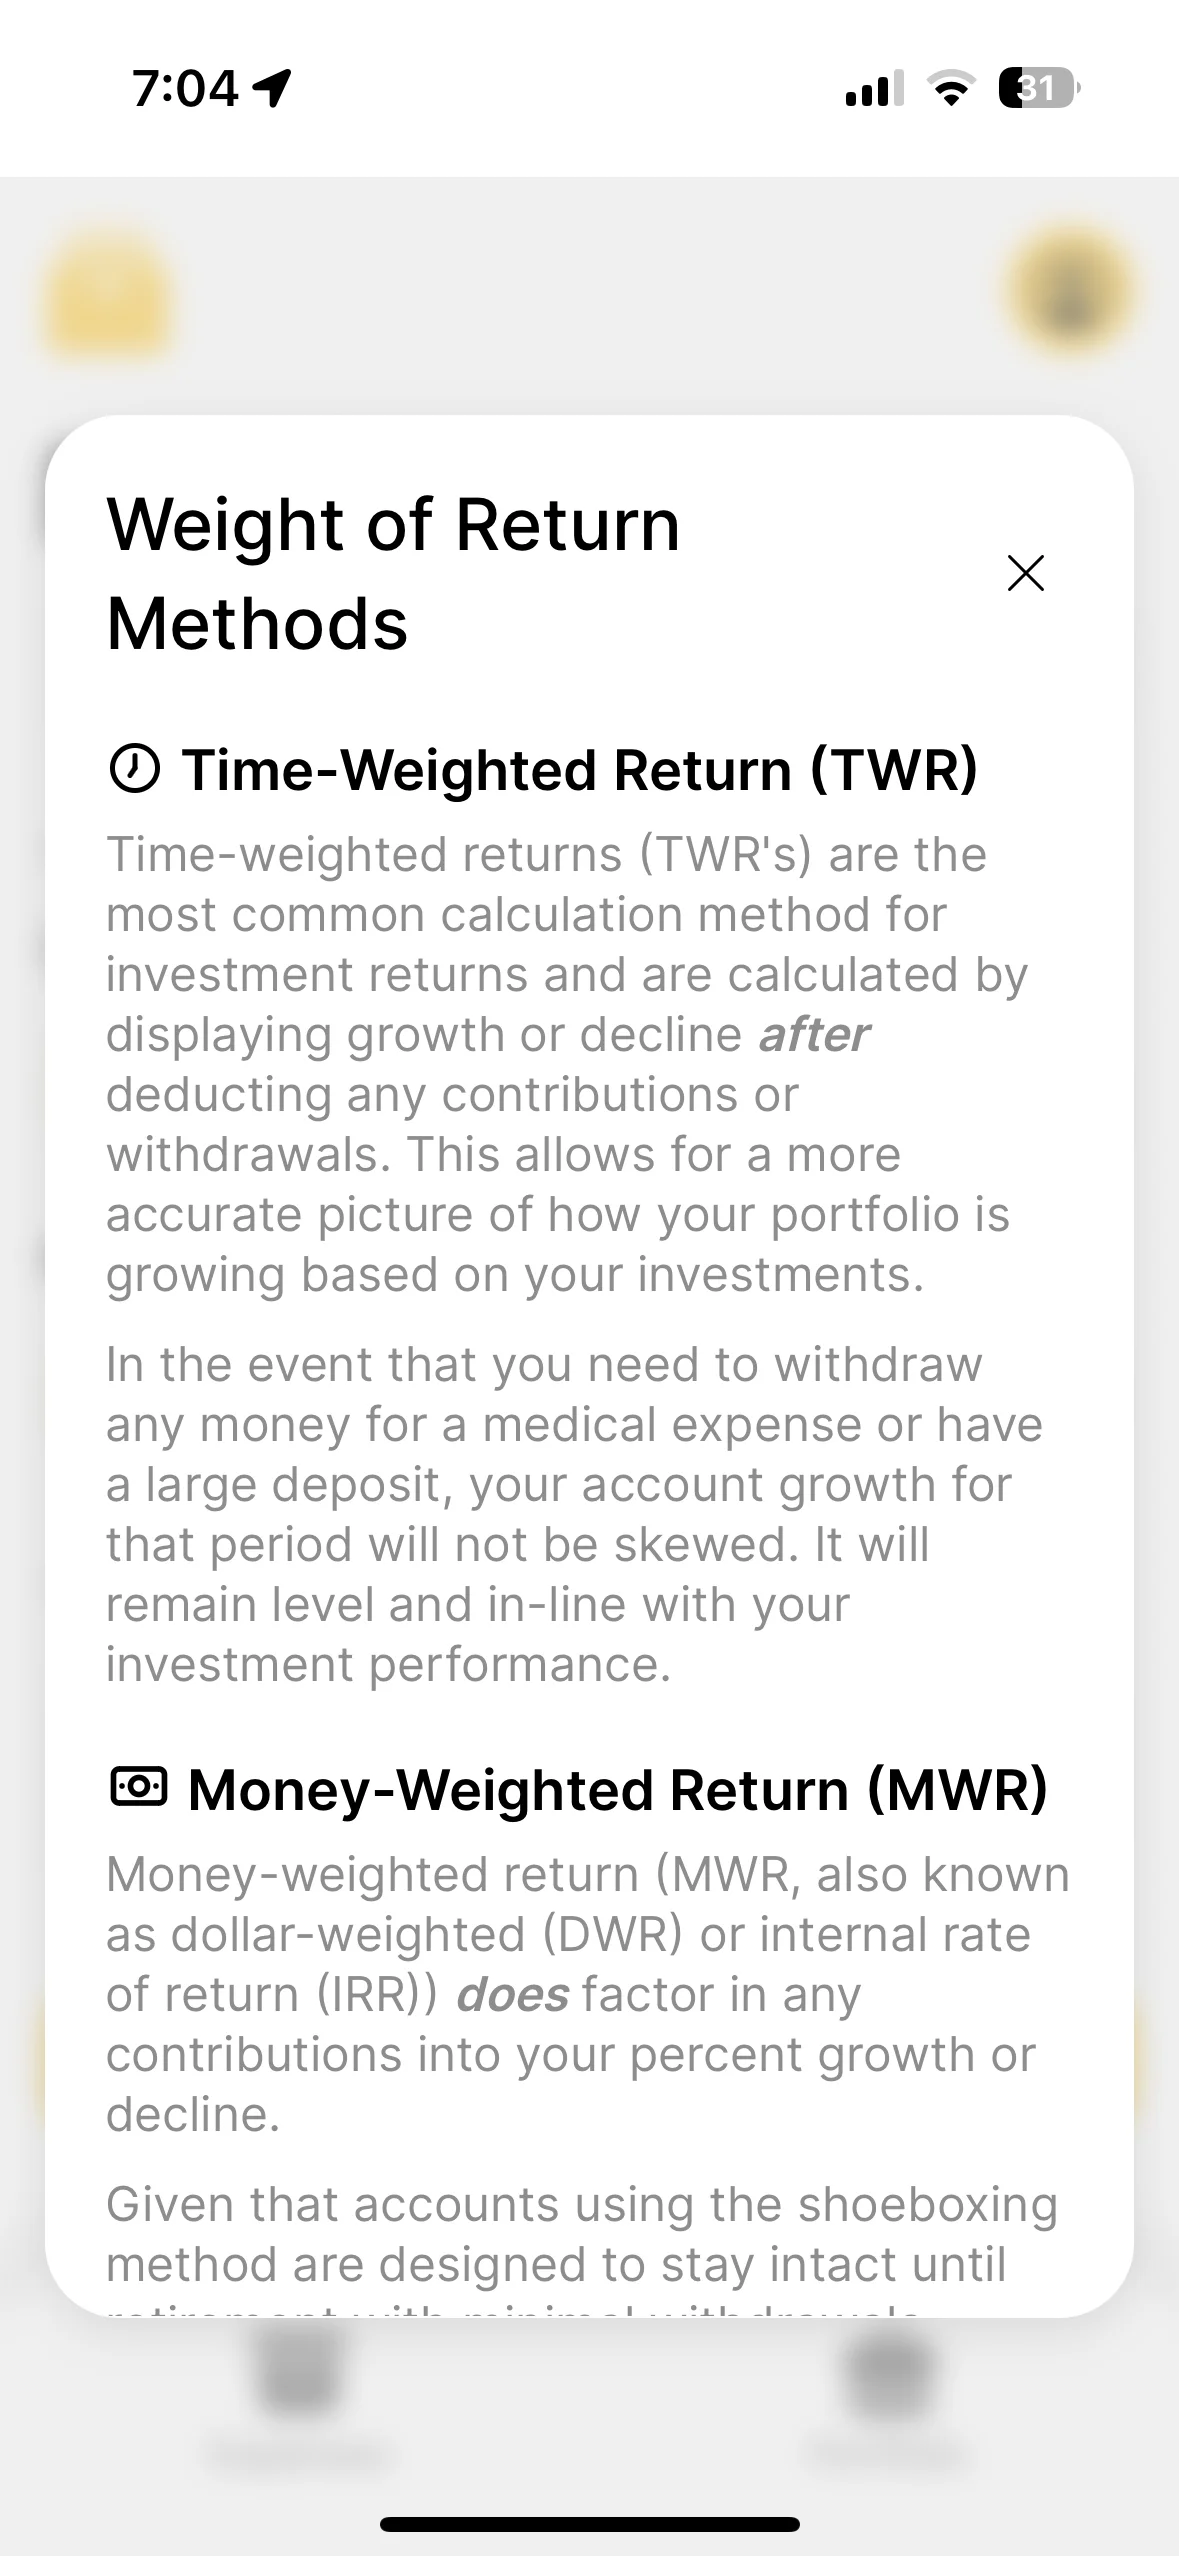 7:04
31
Weight of Return
Methods
Time-Weighted Return (TWR)
Time-weighted returns (TWR's) are the
most common calculation method for
investment returns and are calculated by
displaying growth or decline after
deducting any contributions or
withdrawals. This allows for a more
accurate picture of how your portfolio is
growing based on your investments.
In the event that you need to withdraw
any money for a medical expense or have
a large deposit, your account growth for
that period will not be skewed. It will
remain level and in-line with your
investment performance.
Money-Weighted Return (MWR)
Money-weighted return (MWR, also known
as dollar-weighted (DWR) or internal rate
of return (IRR)) does factor in any
contributions into your percent growth or
decline.
Given that accounts using the shoeboxing
method are designed to stay intact until
retirement with minimal withdrawals